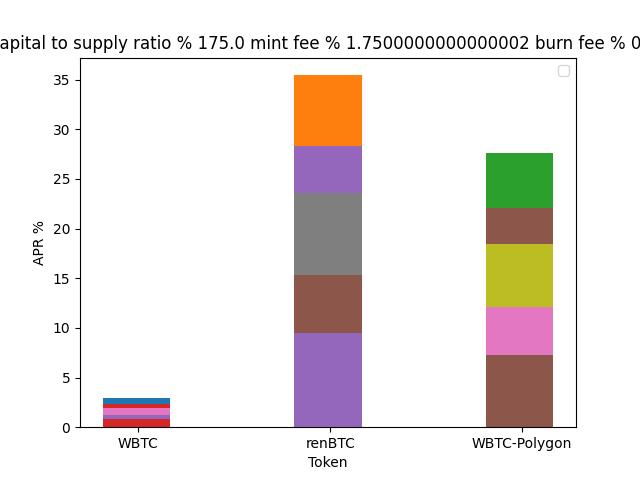 apital to supply ratio % 175.0 mint fee % 1.7500000000000002 burn fee % 0
35
30
25
20
15
10
5
0
APR %
WBTC
renBTC
WBTC-Polygon
Token